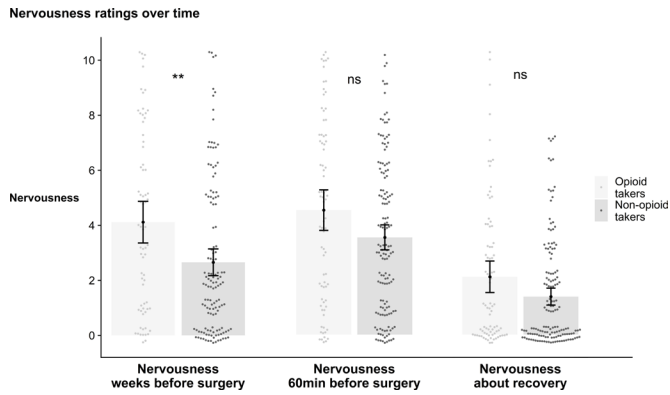 Nervousness ratings over time
10
8
6
4
2
0
Nervousness
**
ns
ns
Opioid
takers
Non-opioid
takers
Nervousness
weeks before surgery
Nervousness
60min before surgery
Nervousness
about recovery